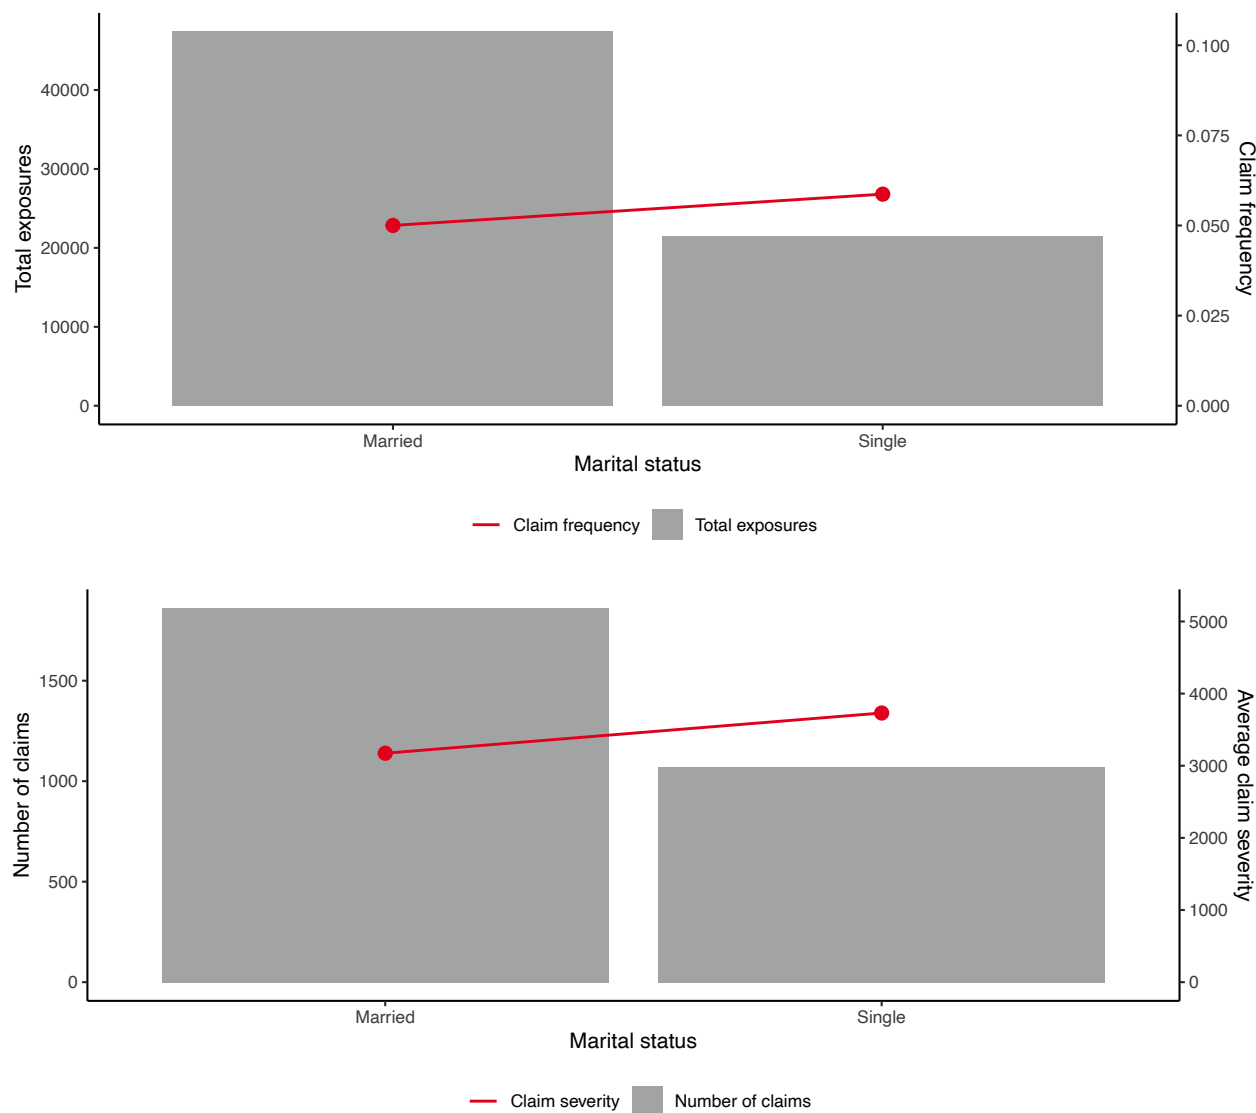 40000
30000
20000
10000
0
Total exposures
0.100
0.075
0.050
0.025
0.000
Claim frequency
Married
Single
Marital status
Claim frequency
Total exposures
1500
1000
500
0
Number of claims
5000
4000
3000
2000
1000
0
Average claim severity
Married
Single
Marital status
Claim severity
Number of claims